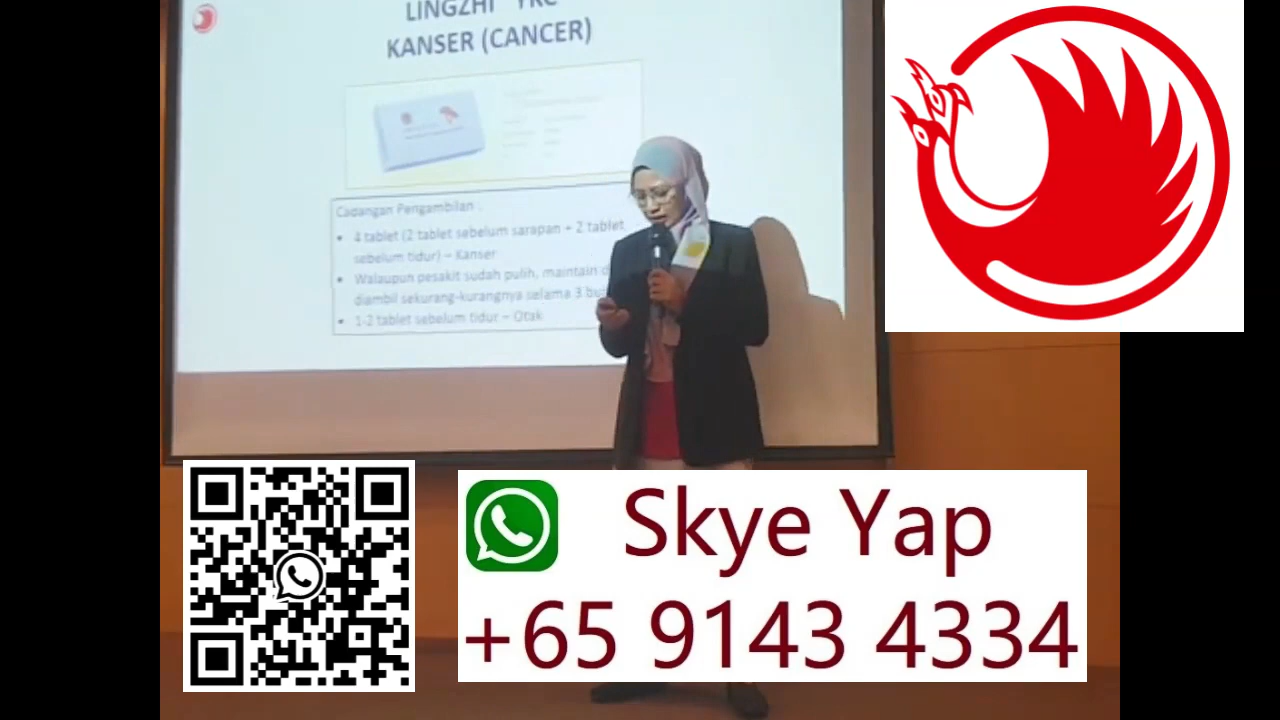 LINGZHI YKC
KANSER (CANCER)
Cadangan Pengambilan :
• 4 tablet (2 tablet sebelum sarapan + 2 tablet
sebelum tidur) – Kanser
• Walaupun pesakit sudah pulih, maintain
diambil sekurang-kurangnya selama 3
• 1-2 tablet sebelum tidur – Otak
Skye Yap
+65 9143 4334